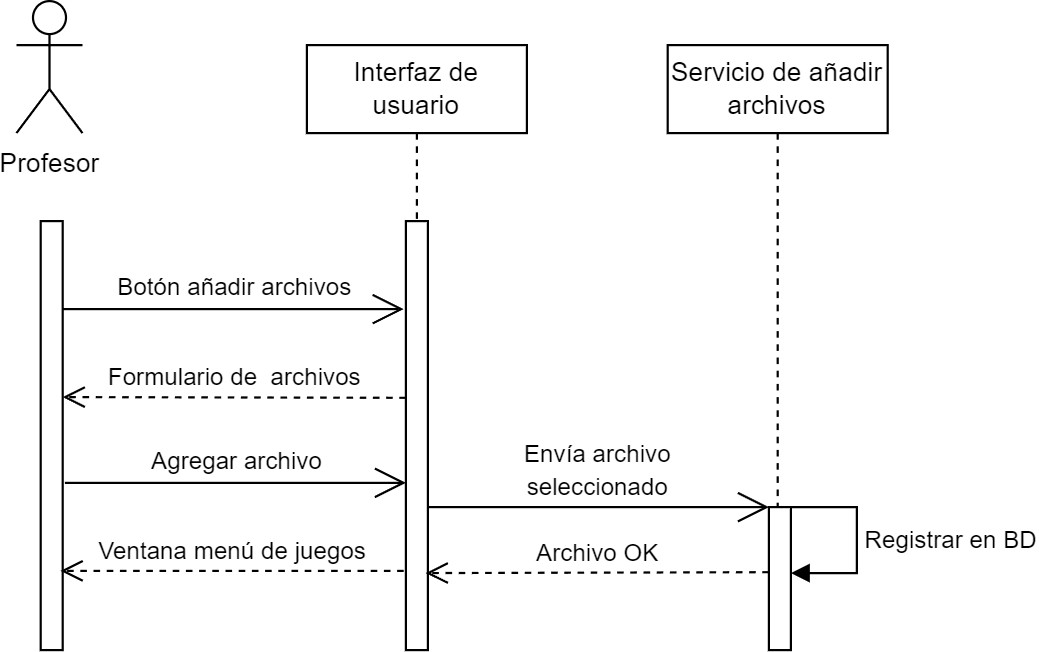 Profesor
Interfaz de
usuario
Servicio de añadir
archivos
Botón añadir archivos
Formulario de  archivos
Agregar archivo
Envía archivo
seleccionado
Registrar en BD
Ventana menú de juegos
Archivo OK